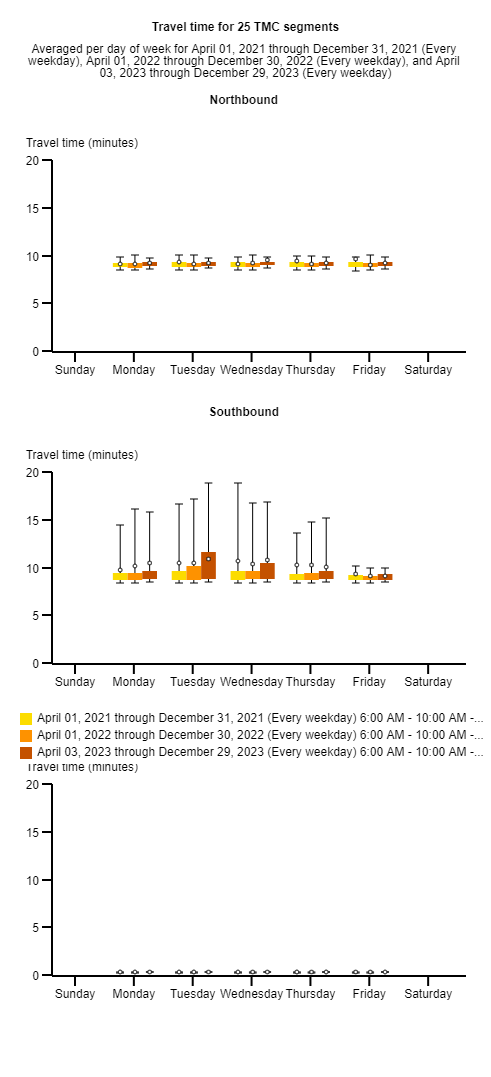 Travel time for 25 TMC segments
Averaged per day of week for April 01, 2021 through December 31, 2021 (Every
weekday), April 01, 2022 through December 30, 2022 (Every weekday), and April
03, 2023 through December 29, 2023 (Every weekday)
Northbound
Travel time (minutes)
20
15
10
5
0
Sunday Monday Tuesday Wednesday Thursday Friday Saturday
Southbound
Travel time (minutes)
20
15
10
5
0
Sunday Monday Tuesday Wednesday Thursday Friday Saturday
April 01, 2021 through December 31, 2021 (Every weekday) 6:00 AM - 10:00 AM -...
April 01, 2022 through December 30, 2022 (Every weekday) 6:00 AM - 10:00 AM -...
April 03, 2023 through December 29, 2023 (Every weekday) 6:00 AM - 10:00 AM -...
Travel time (minutes)
20
15
10
5
0
Sunday Monday Tuesday Wednesday Thursday Friday Saturday